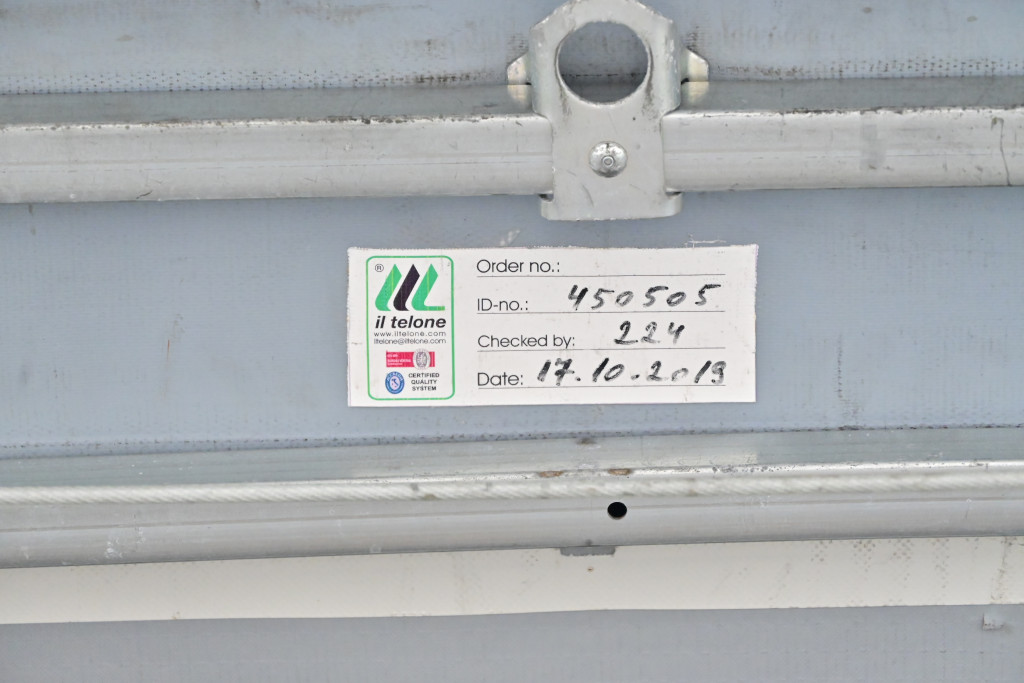 ®
il telone
www.iltelone.com
iltelone@iltelone.com
CERTIFIED
QUALITY
SYSTEM
Order no.:
ID-no.: 450505
Checked by: 224
Date: 17.10.2019